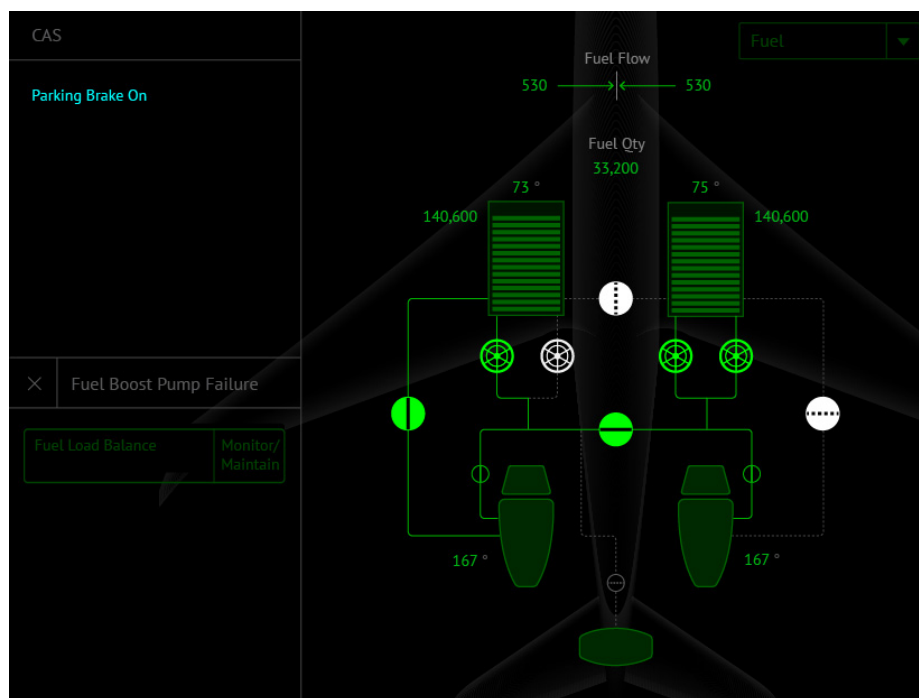 CAS
Fuel
Fuel Flow
530
530
Parking Brake On
Fuel Qty
33,200
73 °
75 °
140,600
140,600
Fuel Boost Pump Failure
Fuel Load Balance
Monitor/
Maintain
167 °
167 °